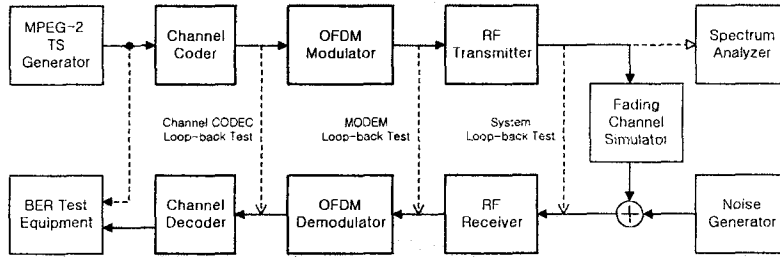 MPEG-2
TS
Generator
Channel
Coder
OFDM
Modulator
RF
Transmitter
Spectrum
Analyzer
Channel CODEC
Loop-back Test
MODEM
Loop-back Test
System
Loop-back Test
Fading
Channel
Simulator
BER Test
Equipment
Channel
Decoder
OFDM
Demodulator
RF
Receiver
Noise
Generator